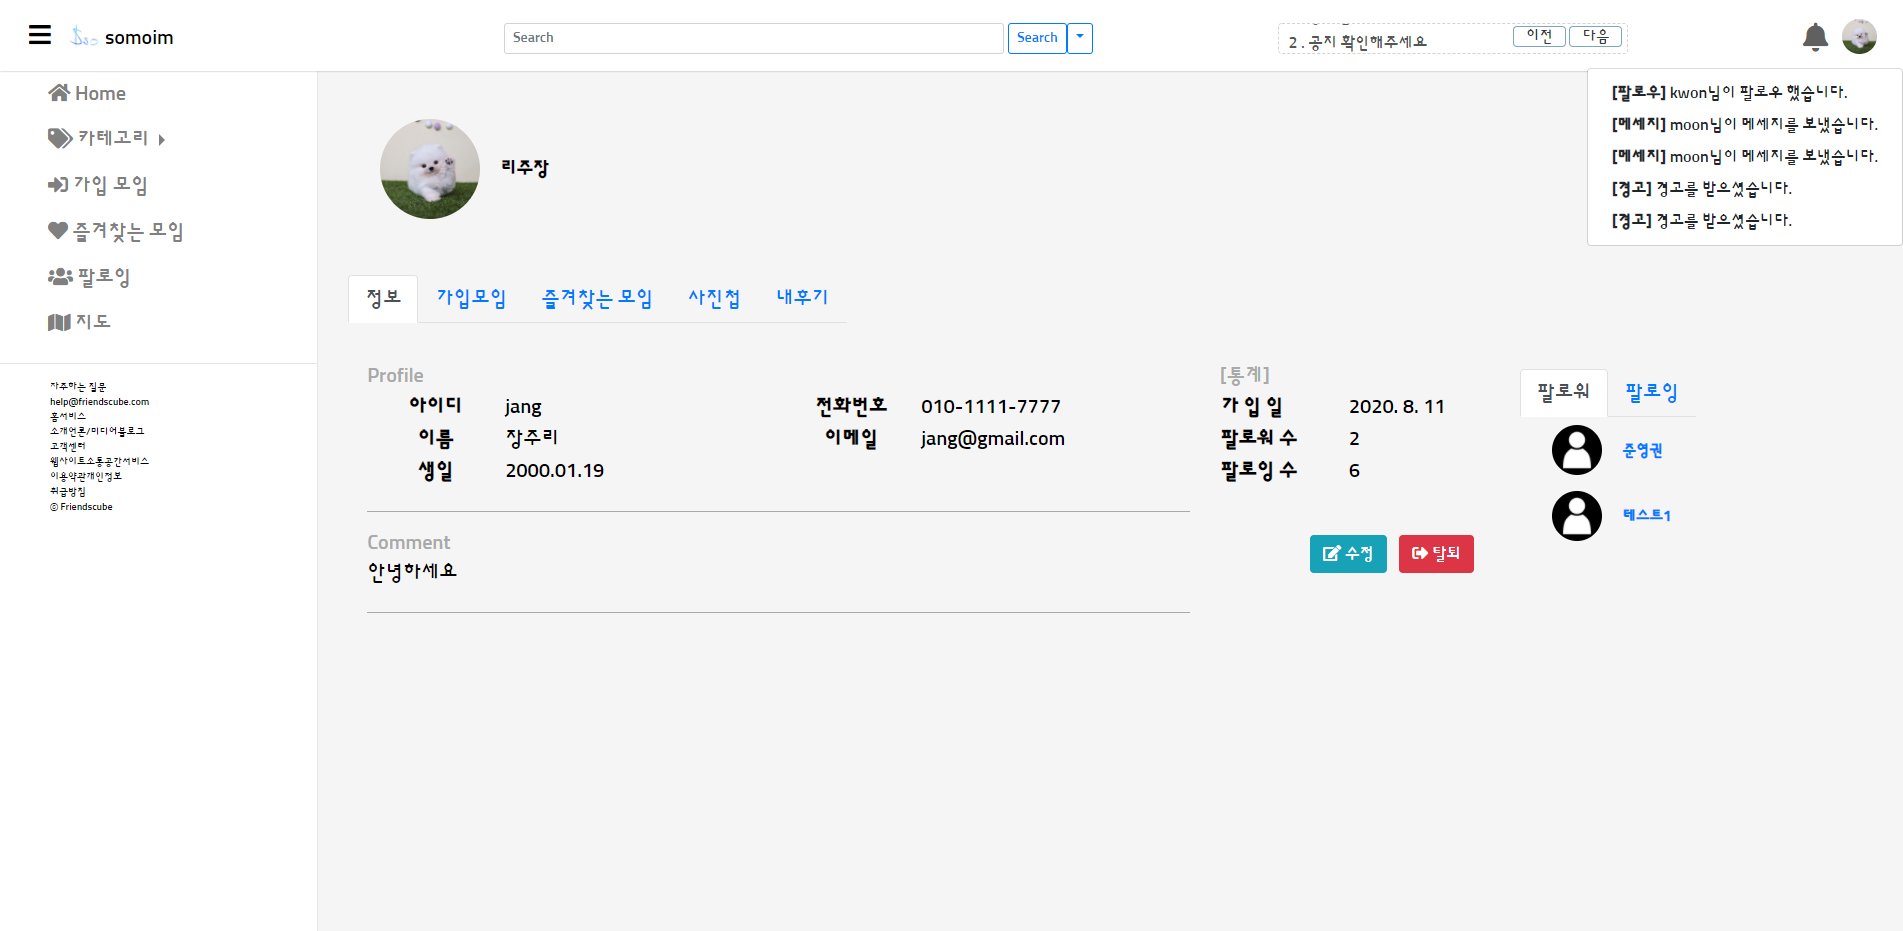 somoim
Search
Search
2 . 공지 확인해주세요
이전
다음
Home
카테고리
가입 모임
즐겨찾는 모임
팔로잉
지도
자주하는 질문
help@friendscube.com
홈서비스
소개언론/미디어블로그
고객센터
웹사이트소통공간서비스
이용약관개인정보
취급방침
ⓒ Friendscube
[팔로우] kwon님이 팔로우 했습니다.
[메세지] moon님이 메세지를 보냈습니다.
[메세지] moon님이 메세지를 보냈습니다.
[경고] 경고를 받으셨습니다.
[경고] 경고를 받으셨습니다.
리주장
정보
가입모임
즐겨찾는 모임
사진첩
내후기
Profile
아이디 jang
전화번호 010-1111-7777
이름 장주리
이메일 jang@gmail.com
생일 2000.01.19
Comment
안녕하세요
[통계]
가 입 일 2020. 8. 11
팔로워 수 2
팔로잉 수 6
수정
탈퇴
팔로워
팔로잉
준영권
테스트1